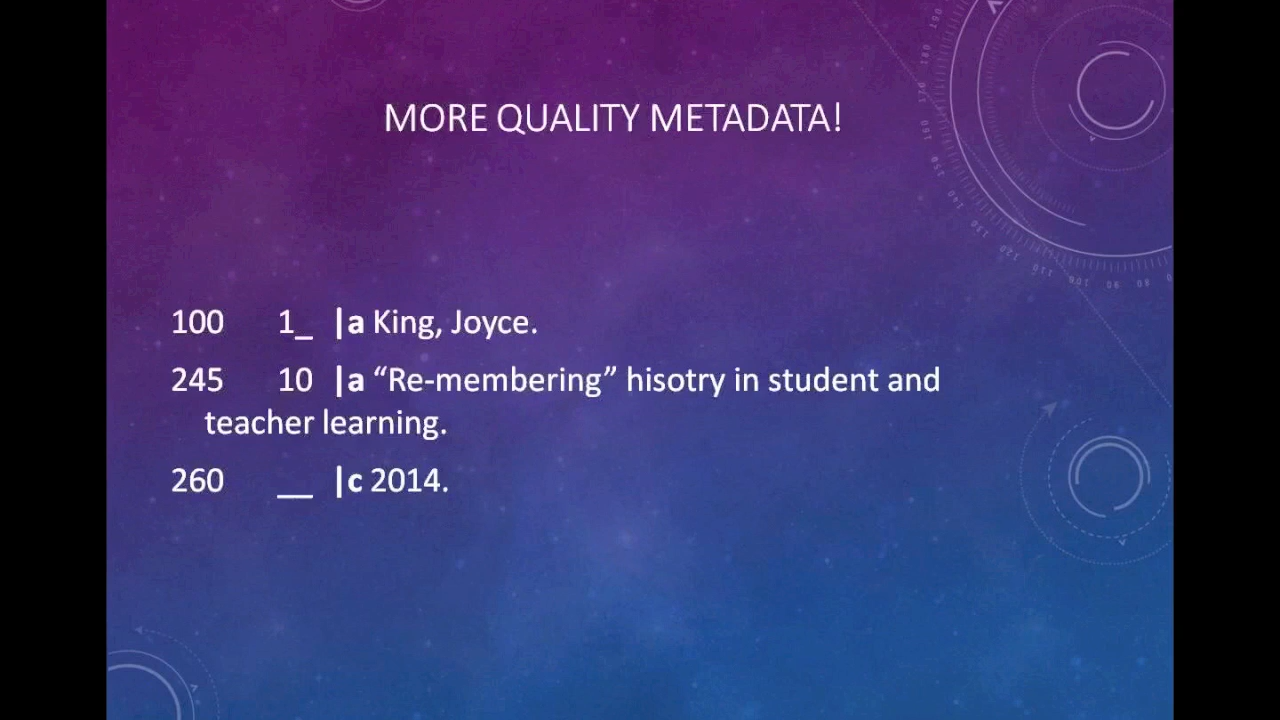 MORE QUALITY METADATA!
100 1_ |a King, Joyce.
245 10 |a “Re-membering” hisotry in student and
teacher learning.
260 __ |c 2014.